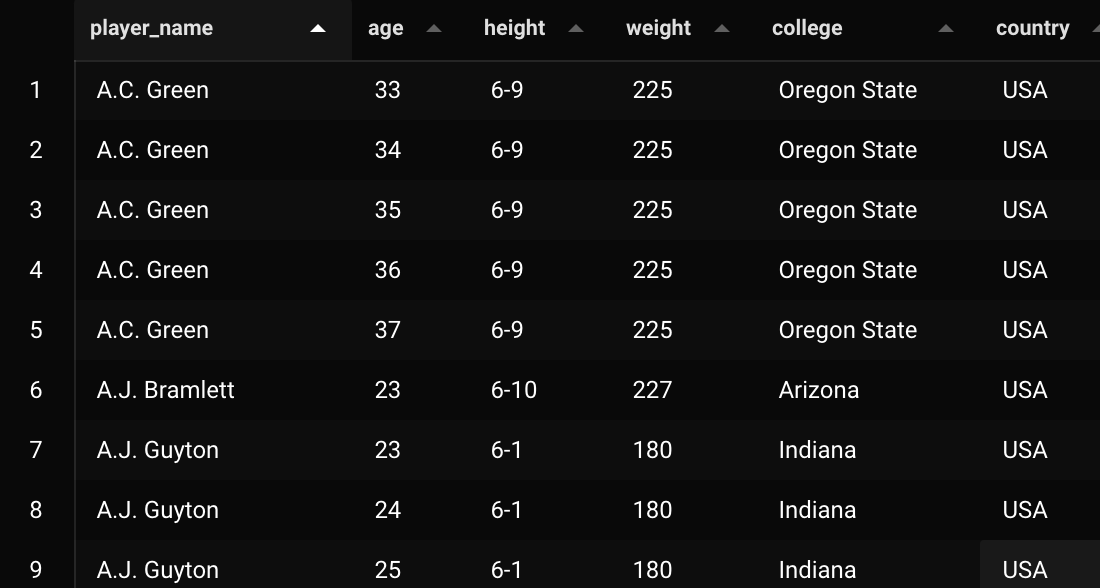 player_name age height weight college country
1 A.C. Green 33 6-9 225 Oregon State USA
2 A.C. Green 34 6-9 225 Oregon State USA
3 A.C. Green 35 6-9 225 Oregon State USA
4 A.C. Green 36 6-9 225 Oregon State USA
5 A.C. Green 37 6-9 225 Oregon State USA
6 A.J. Bramlett 23 6-10 227 Arizona USA
7 A.J. Guyton 23 6-1 180 Indiana USA
8 A.J. Guyton 24 6-1 180 Indiana USA
9 A.J. Guyton 25 6-1 180 Indiana USA